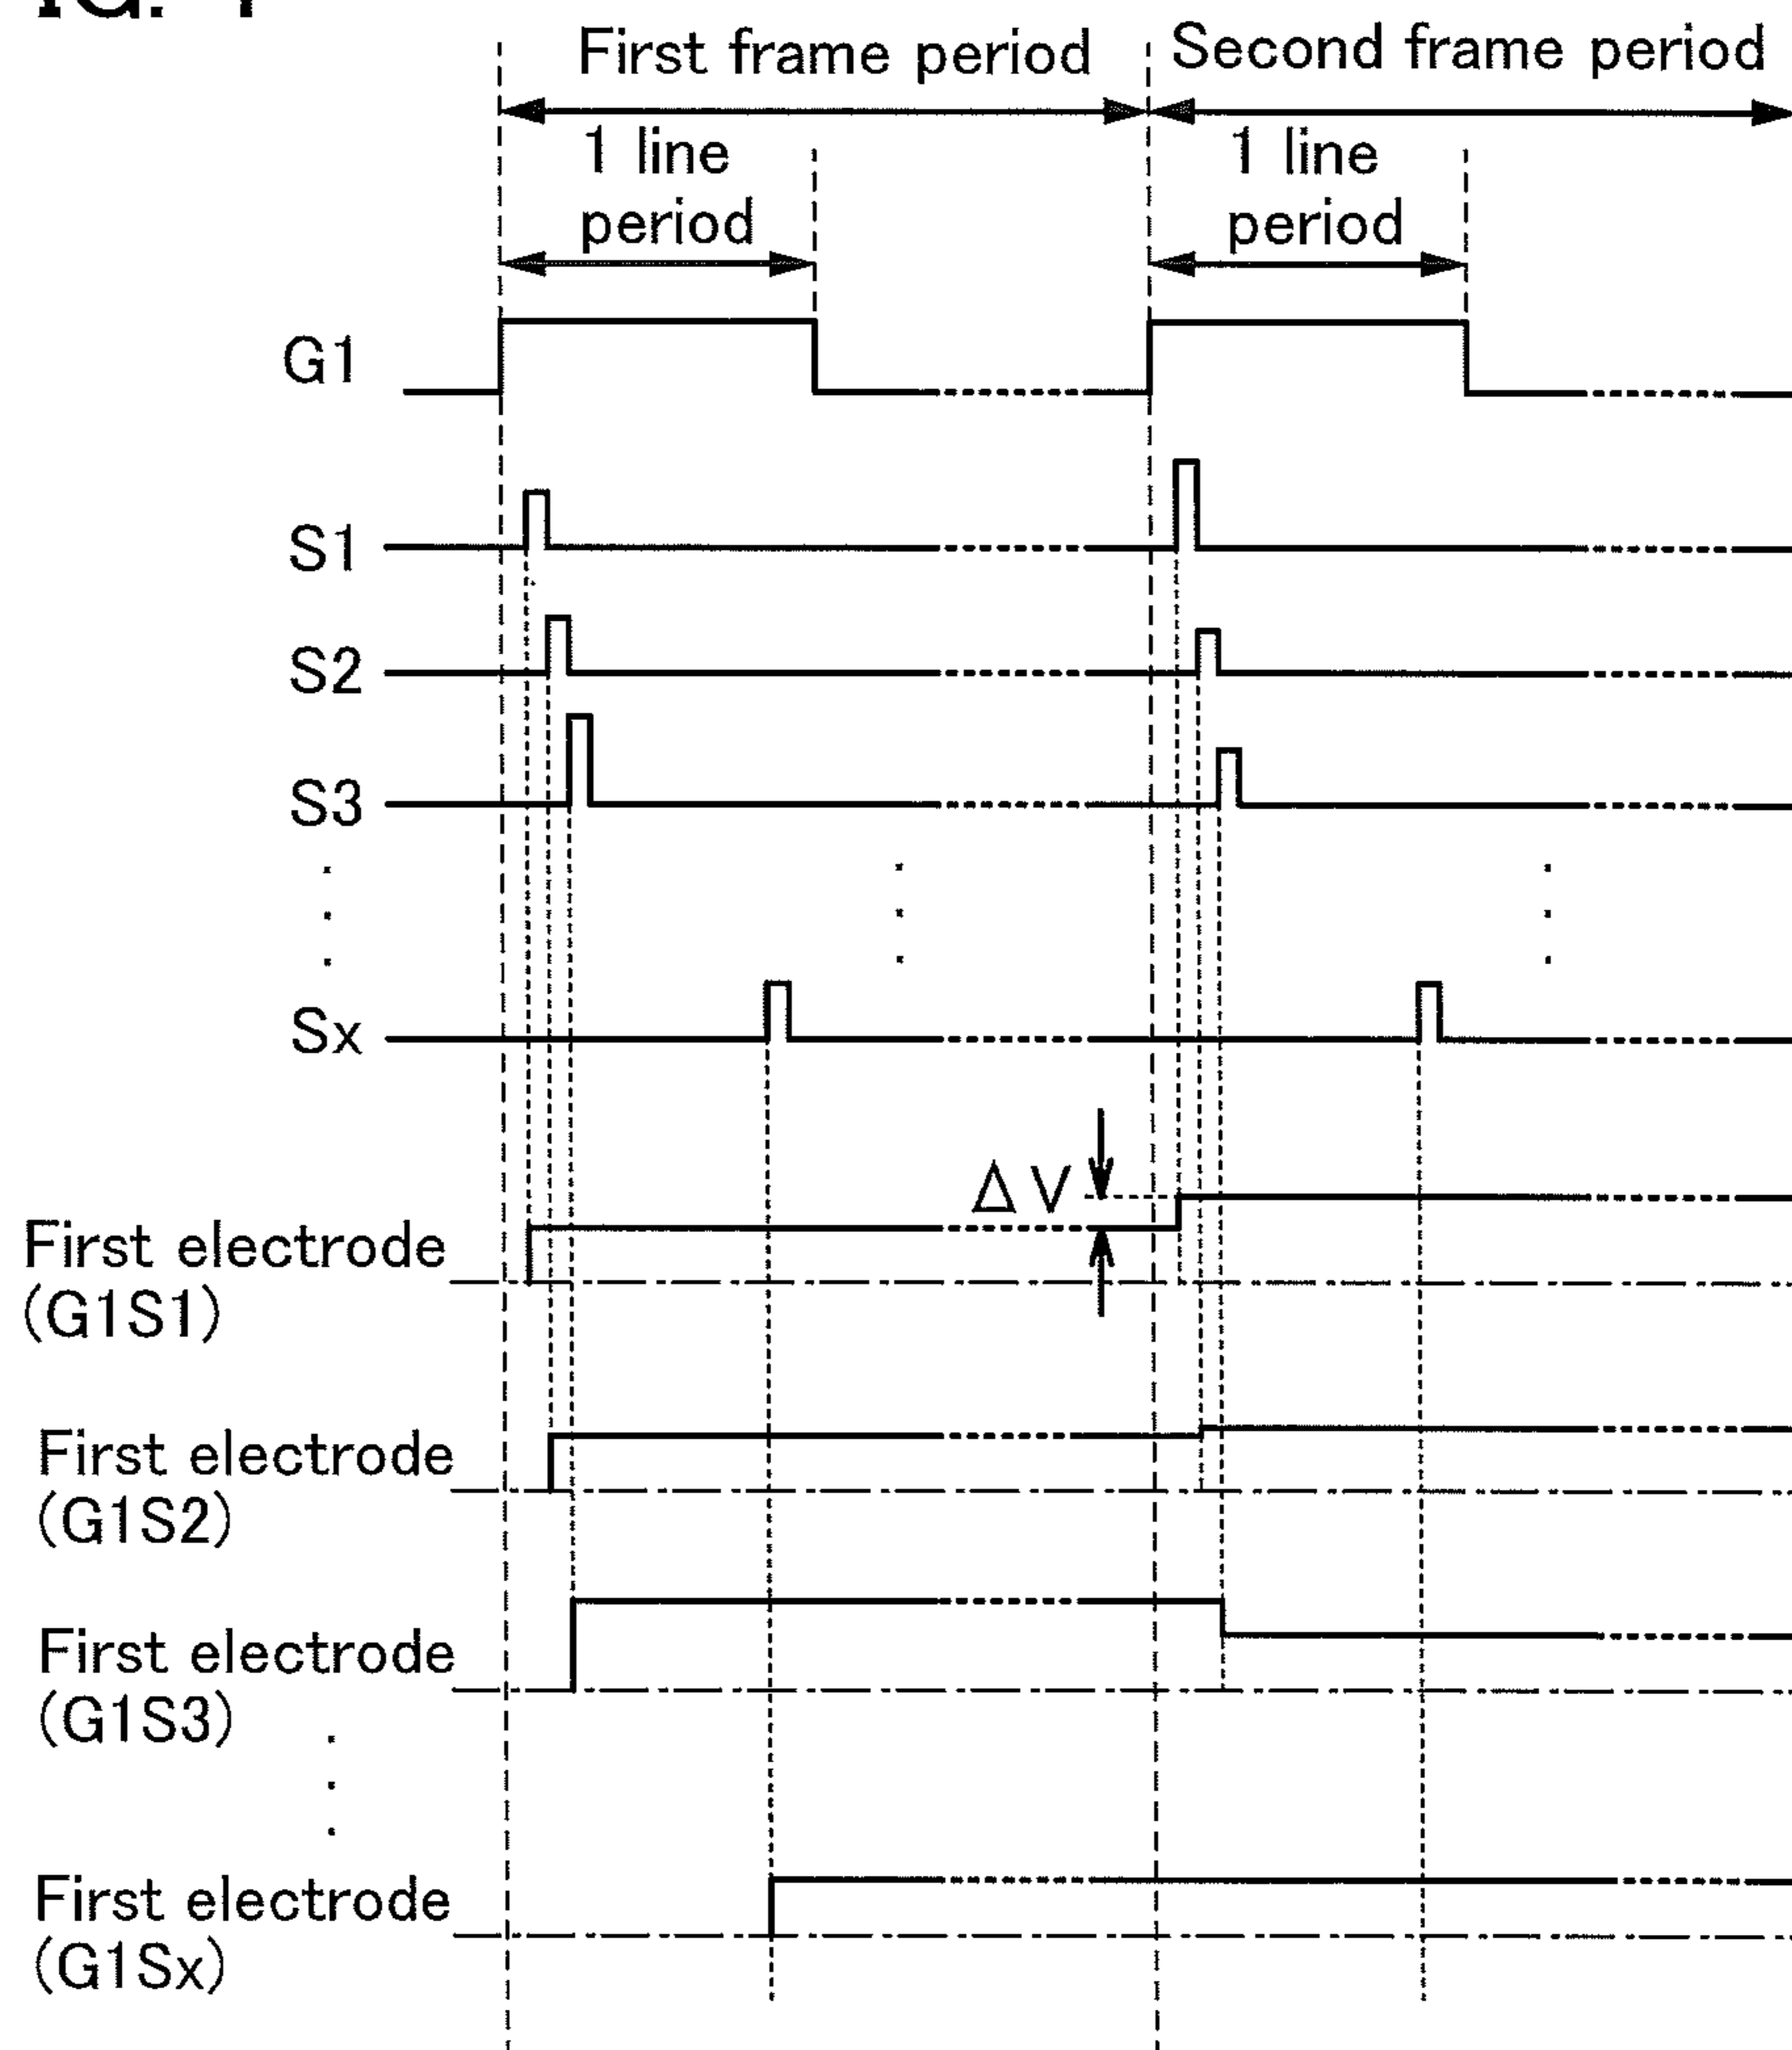 First frame period
Second frame period
1 line
period
1 line
period
G1
S1
S2
S3
Sx
ΔV
First electrode
(G1S1)
First electrode
(G1S2)
First electrode
(G1S3)
First electrode
(G1Sx)